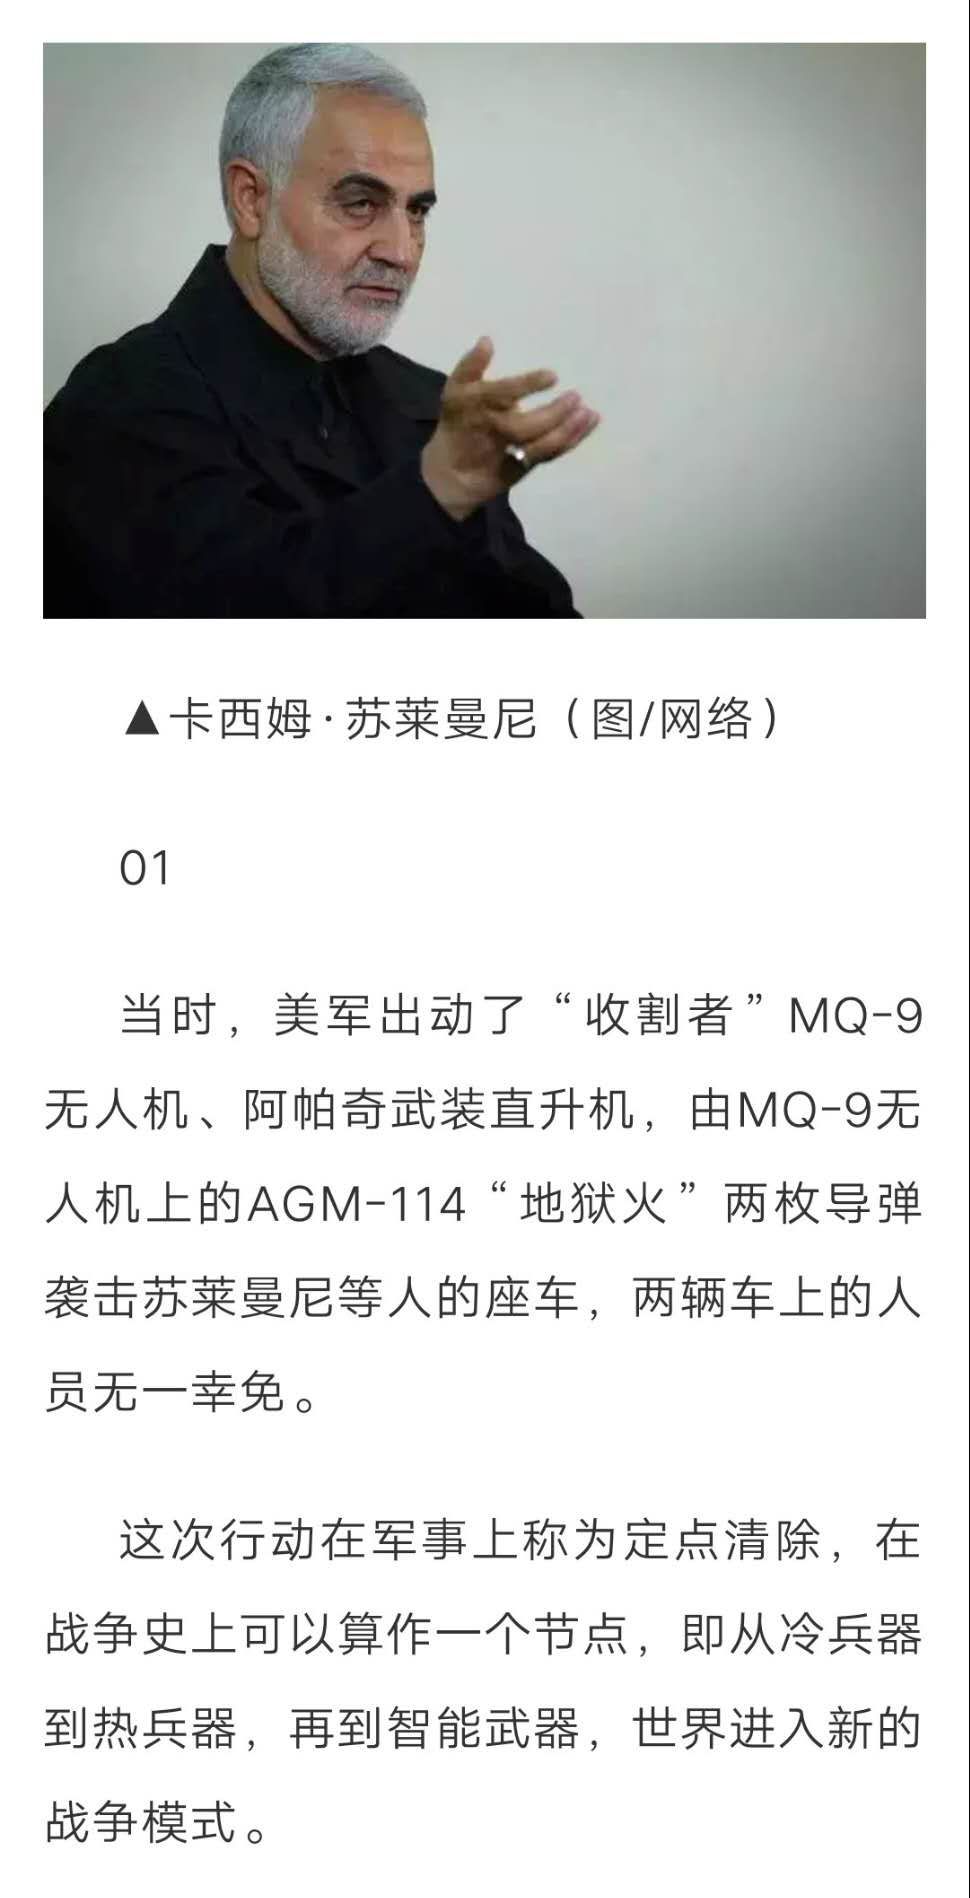 ▲卡西姆·苏莱曼尼（图/网络）
01
当时，美军出动了“收割者”MQ-9
无人机、阿帕奇武装直升机，由MQ-9无
人机上的AGM-114“地狱火”两枚导弹
袭击苏莱曼尼等人的座车，两辆车上的人
员无一幸免。
这次行动在军事上称为定点清除，在
战争史上可以算作一个节点，即从冷兵器
到热兵器，再到智能武器，世界进入新的
战争模式。